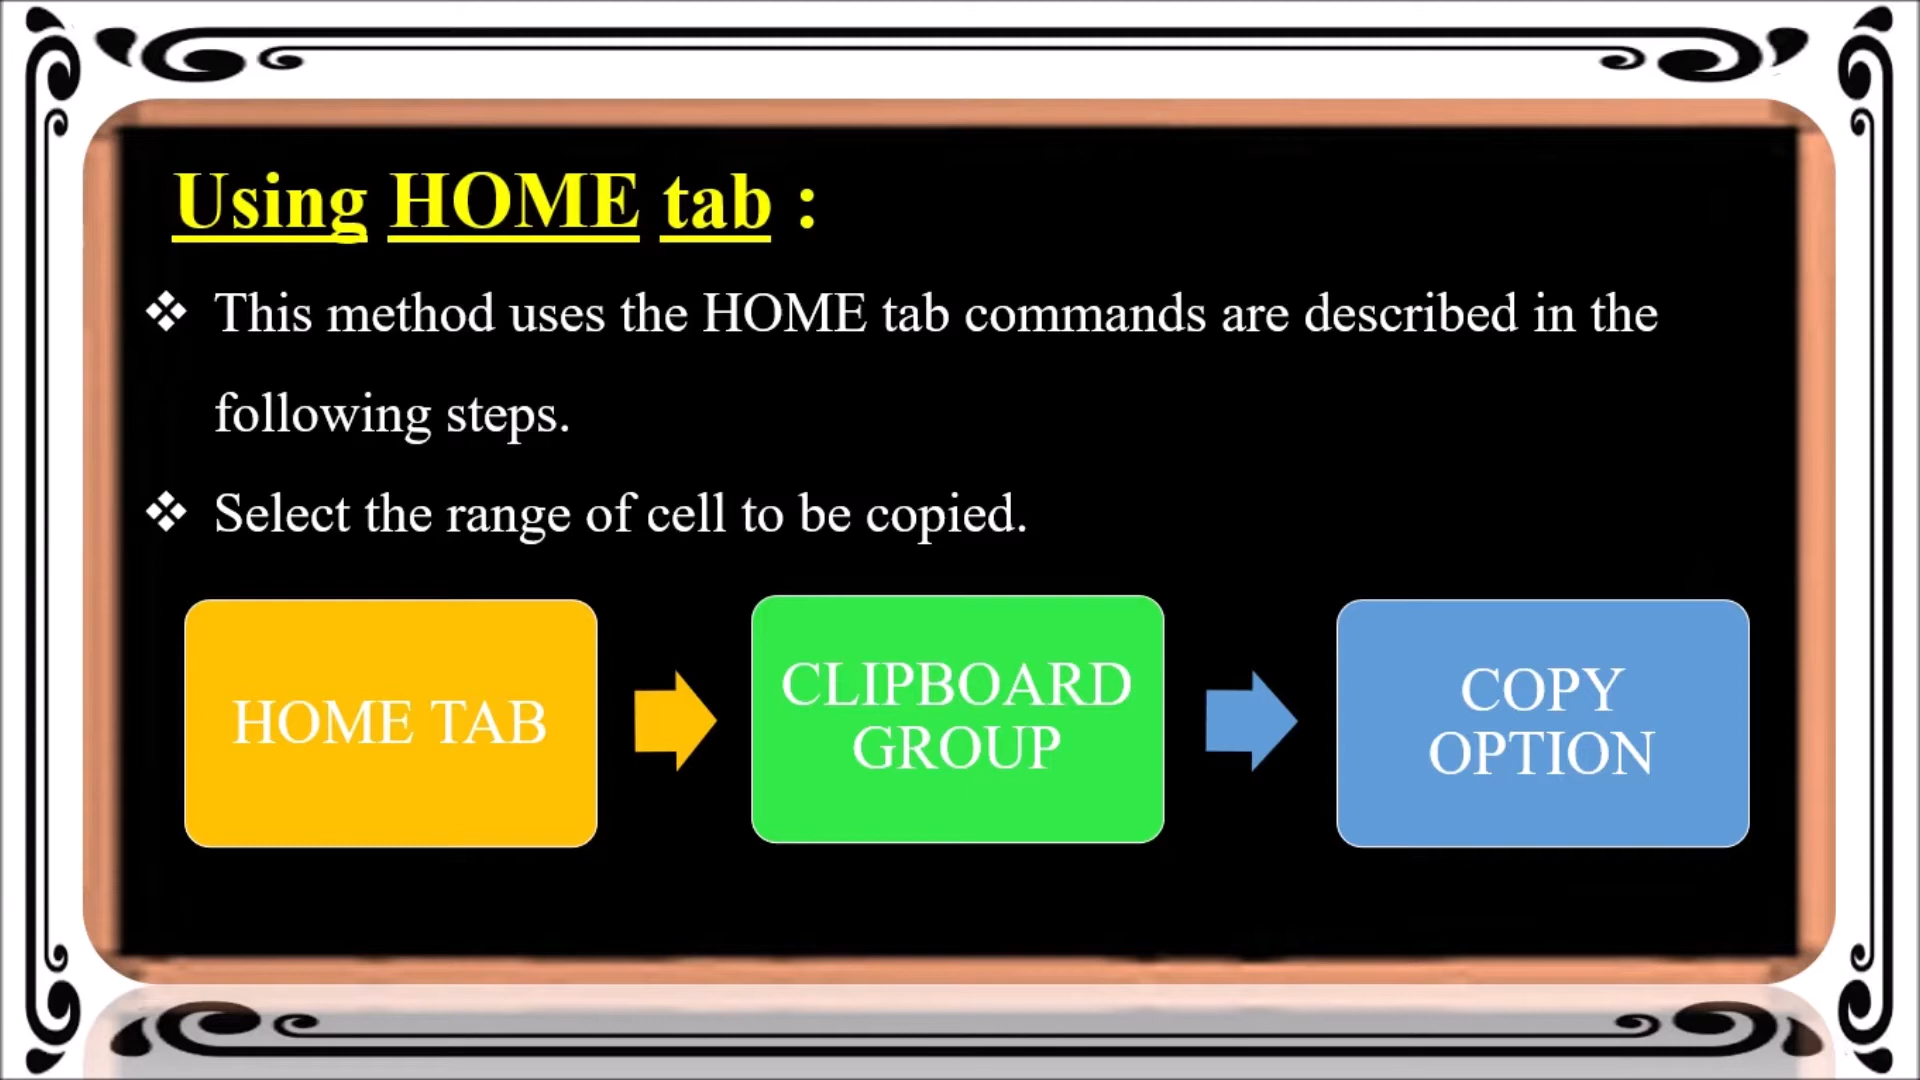 Using HOME tab :
❖ This method uses the HOME tab commands are described in the
following steps.
❖ Select the range of cell to be copied.
HOME TAB
CLIPBOARD
GROUP
COPY
OPTION